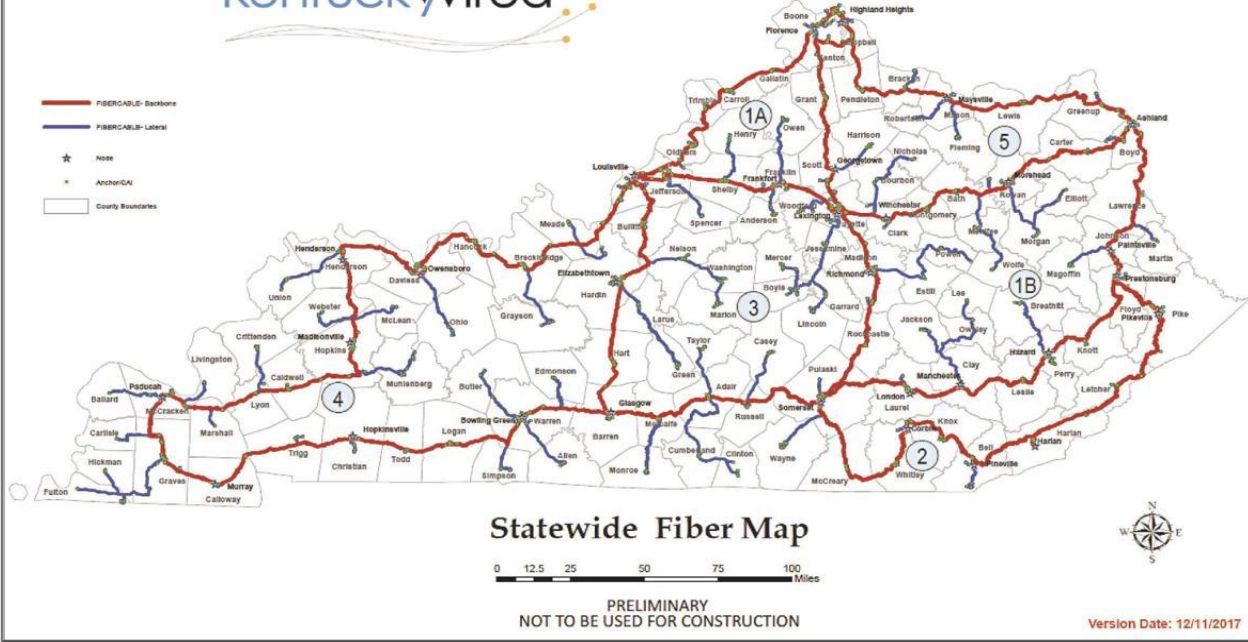 KentuckyWired
Highland Heights
Boone
Florence
Campbell
Kenton
Gallatin
Bracken
FIBERCABLE- Backbone
Trimble
Carroll
Grant
Pendleton
Maysville
Mason
Lewis
Greenup
Robertson
Ashland
FIBERCABLE- Lateral
1A
Owen
Henry
Harrison
Fleming
5
Carter
Boyd
Node
Oldham
Scott
Georgetown
Nicholas
Louisville
Franklin
Bourbon
Morehead
Rowan
Anchor/CAI
Jefferson
Shelby
Frankfort
Elliott
Woodford
Winchester
Bath
Lawrence
County Boundaries
Spencer
Anderson
Lexington
Fayette
Montgomery
Meade
Bullitt
Clark
Menifee
Morgan
Johnson
Paintsville
Henderson
Hancock
Breckinridge
Nelson
Jessamine
Madison
Powell
Martin
Henderson
Daviess
Owensboro
Elizabethtown
Washington
Mercer
Richmond
Wolfe
Magoffin
Prestonsburg
Union
Hardin
Boyle
Estill
Lee
1B
Webster
McLean
Ohio
Grayson
Larue
Marion
3
Lincoln
Garrard
Breathitt
Floyd
Pikeville
Pike
Crittenden
Madisonville
Jackson
Owsley
Rockcastle
Livingston
Hopkins
Hart
Taylor
Casey
Hazard
Knott
Green
Clay
Perry
Paducah
Caldwell
Muhlenberg
Butler
Edmonson
Adair
Pulaski
Manchester
Ballard
McCracken
Lyon
4
Glasgow
Russell
Somerset
London
Laurel
Leslie
Letcher
Carlisle
Marshall
Hopkinsville
Logan
Bowling Green
Warren
Barren
Metcalfe
Knox
Corbin
Harlan
Hickman
Trigg
Christian
Todd
Simpson
Allen
Monroe
Cumberland
Clinton
Wayne
2
Bell
Harlan
Pineville
Fulton
Graves
Murray
Calloway
McCreary
Whitley
Statewide Fiber Map
N
W E
S
0 12.5 25 50 75 100
Miles
PRELIMINARY
NOT TO BE USED FOR CONSTRUCTION
Version Date: 12/11/2017